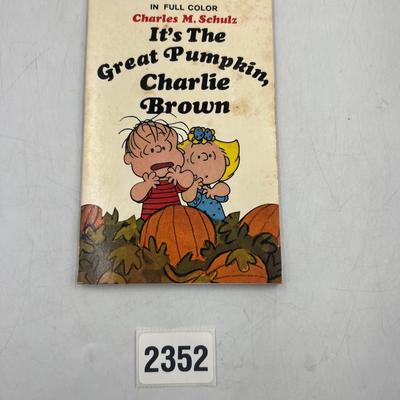 IN FULL COLOR
Charles M. Schulz
It's The
Great Pumpkin,
Charlie
Brown
2352